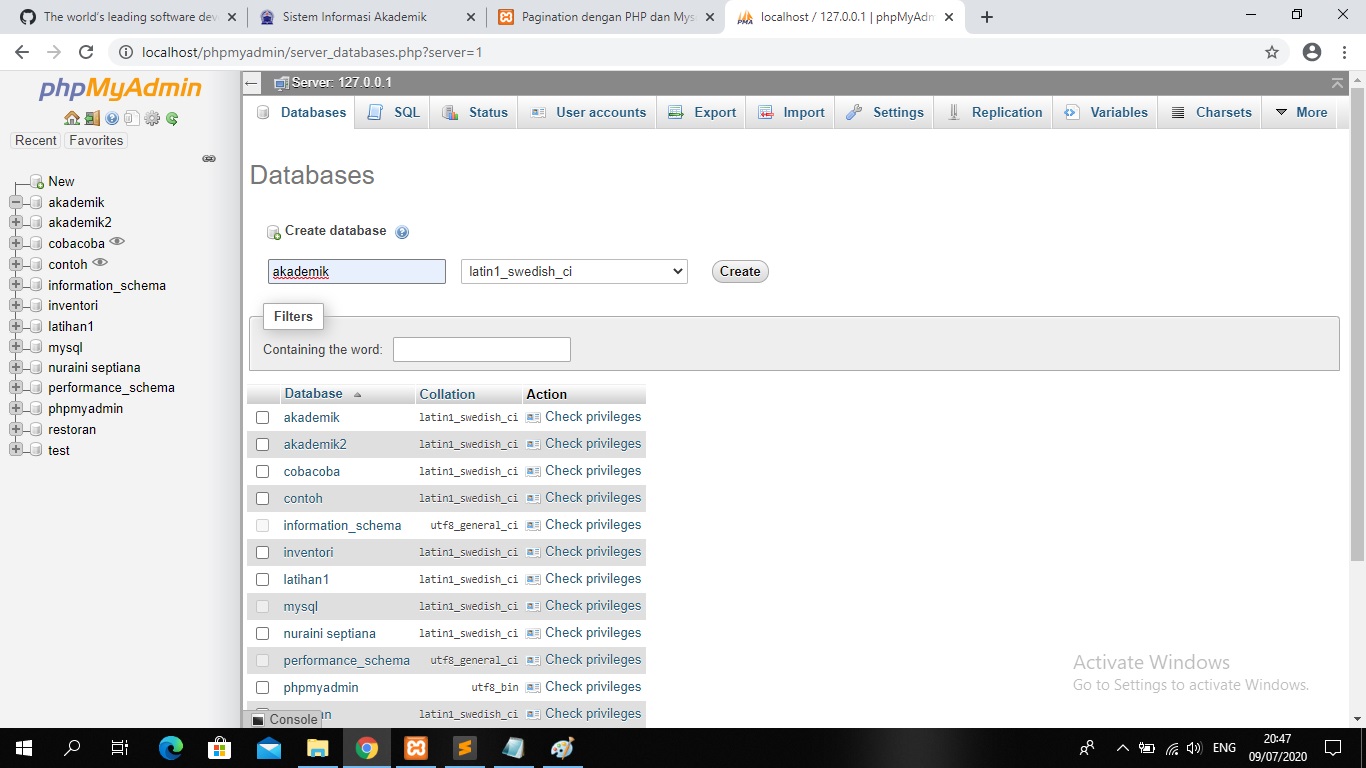 The world's leading software dev
Sistem Informasi Akademik
Pagination dengan PHP dan Mys
localhost / 127.0.0.1 | phpMyAdm
localhost/phpmyadmin/server_databases.php?server=1
phpMyAdmin
Recent Favorites
New
akademik
akademik2
cobacoba
contoh
information_schema
inventori
latihan1
mysql
nuraini septiana
performance_schema
phpmyadmin
restoran
test
Server: 127.0.0.1
Databases SQL Status User accounts Export Import Settings Replication Variables Charsets More
Databases
Create database
akademik latin1_swedish_ci Create
Filters
Containing the word:
Database Collation Action
akademik latin1_swedish_ci Check privileges
akademik2 latin1_swedish_ci Check privileges
cobacoba latin1_swedish_ci Check privileges
contoh latin1_swedish_ci Check privileges
information_schema utf8_general_ci Check privileges
inventori latin1_swedish_ci Check privileges
latihan1 latin1_swedish_ci Check privileges
mysql latin1_swedish_ci Check privileges
nuraini septiana latin1_swedish_ci Check privileges
performance_schema utf8_general_ci Check privileges
phpmyadmin utf8_bin Check privileges
latin1_swedish_ci Check privileges
Console
Activate Windows
Go to Settings to activate Windows.
ENG
20:47
09/07/2020